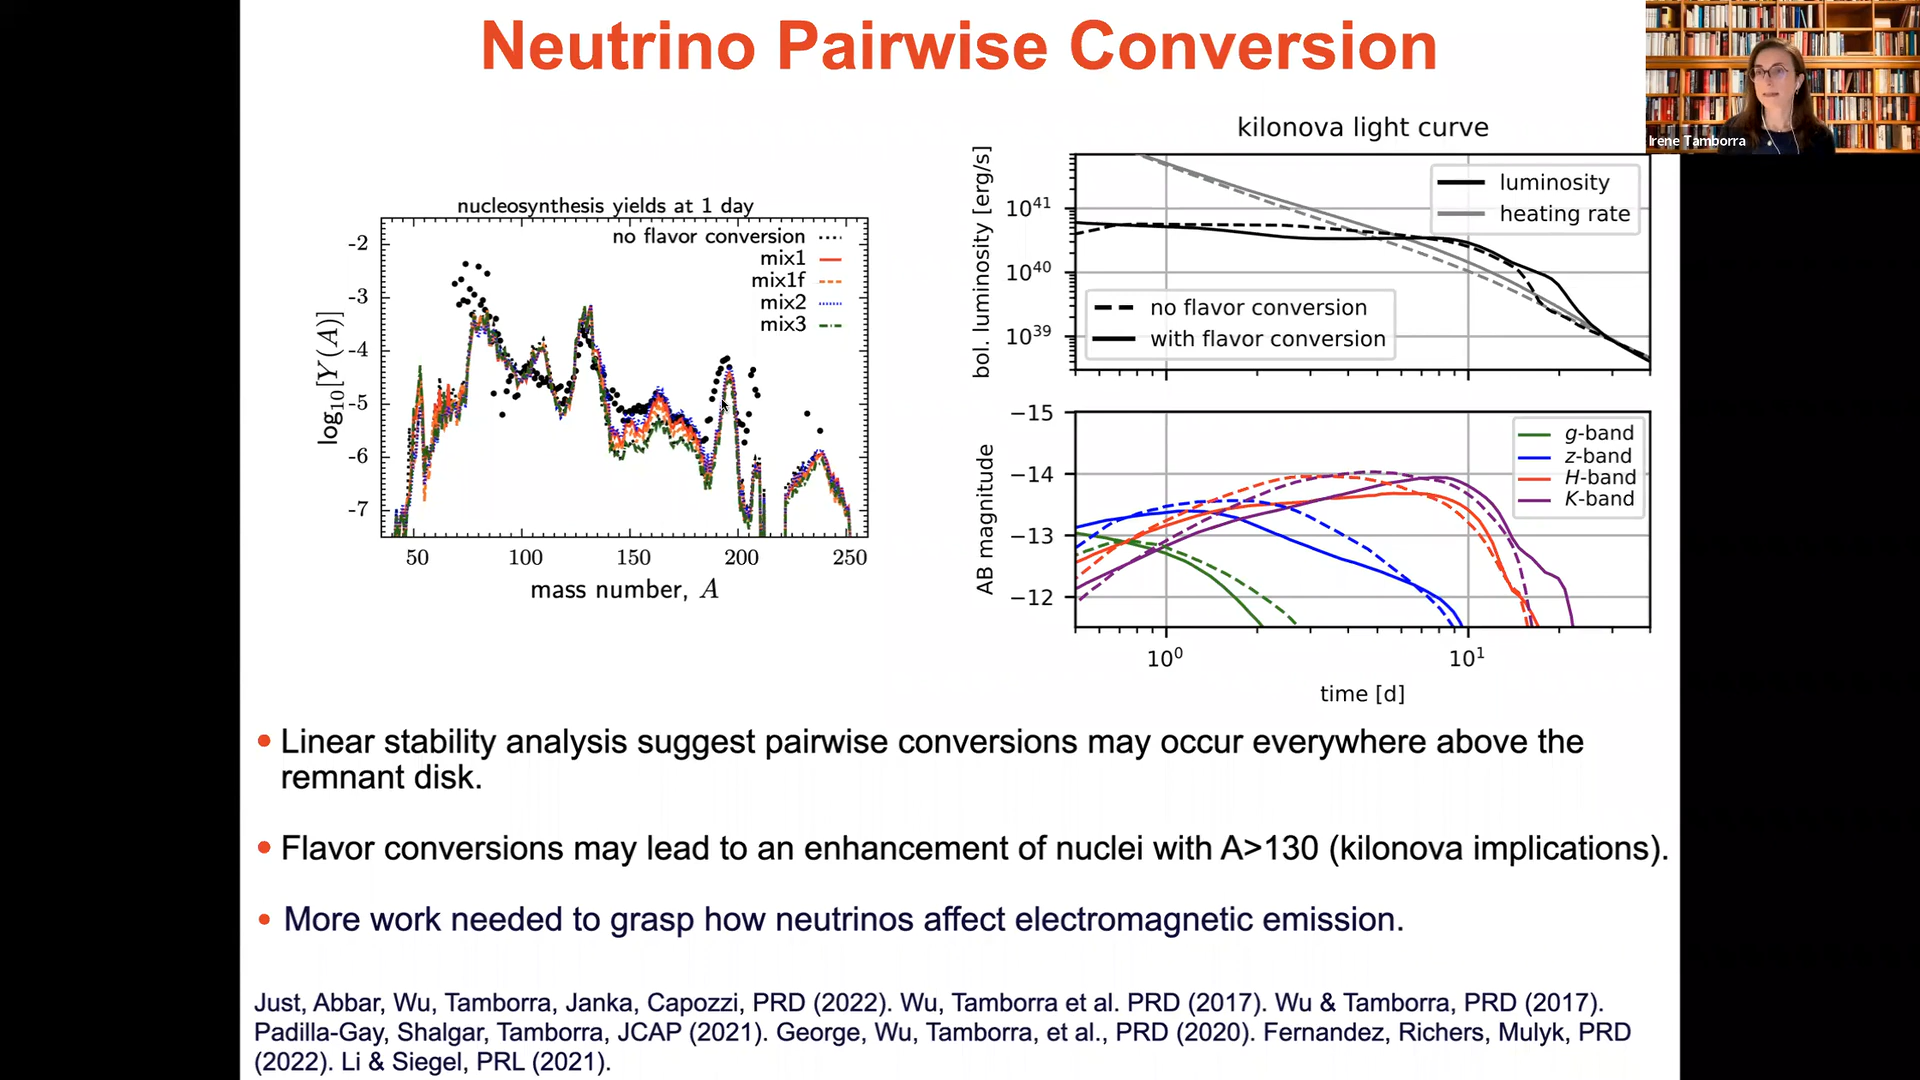 Neutrino Pairwise Conversion
Irene Tamborra
nucleosynthesis yields at 1 day
no flavor conversion
mix1
mix1f
mix2
mix3
-2
-3
-4
-5
-6
-7
log₁₀[Y(A)]
50 100 150 200 250
mass number, A
kilonova light curve
luminosity
heating rate
no flavor conversion
with flavor conversion
10⁴¹
10⁴⁰
10³⁹
bol. luminosity [erg/s]
g-band
z-band
H-band
K-band
−15
−14
−13
−12
AB magnitude
10⁰ 10¹
time [d]
• Linear stability analysis suggest pairwise conversions may occur everywhere above the
remnant disk.
• Flavor conversions may lead to an enhancement of nuclei with A>130 (kilonova implications).
• More work needed to grasp how neutrinos affect electromagnetic emission.
Just, Abbar, Wu, Tamborra, Janka, Capozzi, PRD (2022). Wu, Tamborra et al. PRD (2017). Wu & Tamborra, PRD (2017).
Padilla-Gay, Shalgar, Tamborra, JCAP (2021). George, Wu, Tamborra, et al., PRD (2020). Fernandez, Richers, Mulyk, PRD
(2022). Li & Siegel, PRL (2021).